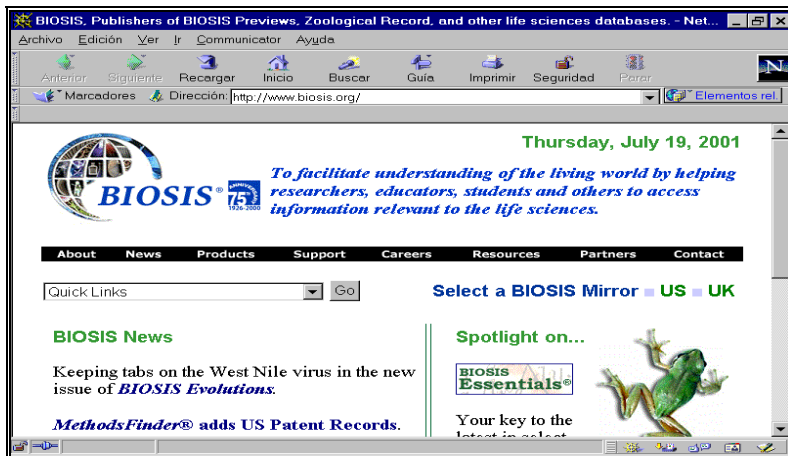 BIOSIS, Publishers of BIOSIS Previews, Zoological Record, and other life sciences databases. - Net...
Archivo Edición Ver Ir Communicator Ayuda
Anterior Siguiente Recargar Inicio Buscar Guía Imprimir Seguridad Parar
Marcadores Dirección: http://www.biosis.org/ Elementos rel.
N
Thursday, July 19, 2001
BIOSIS® 75 ANNIVERSARY 1926-2000
To facilitate understanding of the living world by helping
researchers, educators, students and others to access
information relevant to the life sciences.
About News Products Support Careers Resources Partners Contact
Quick Links Go
Select a BIOSIS Mirror US UK
BIOSIS News
Keeping tabs on the West Nile virus in the new
issue of BIOSIS Evolutions.
MethodsFinder® adds US Patent Records.
Spotlight on...
BIOSIS
Essentials®
Your key to the
latest in select